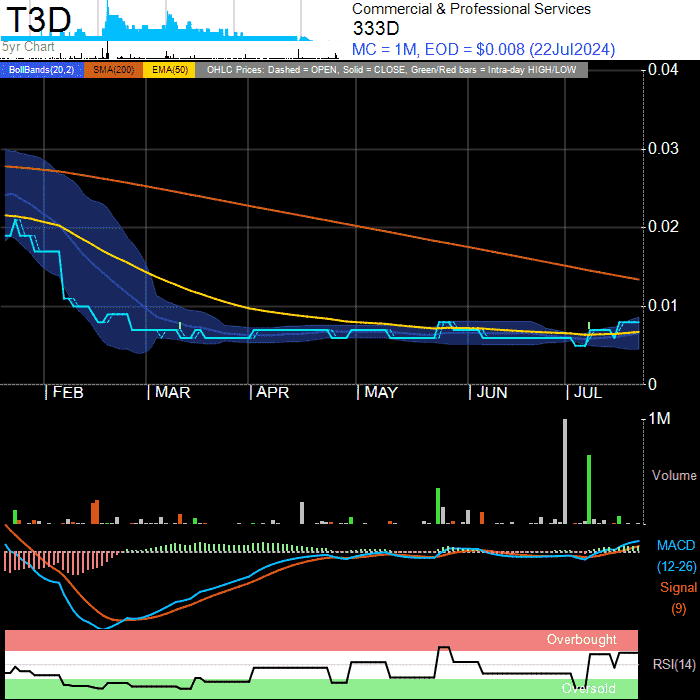 T3D
Commercial & Professional Services
333D
5yr Chart
MC = 1M, EOD = $0.008 (22Jul2024)
BollBands(20,2) SMA(200) EMA(50) OHLC Prices: Dashed = OPEN, Solid = CLOSE, Green/Red bars = Intra-day HIGH/LOW
0.04
0.03
0.02
0.01
0
FEB MAR APR MAY JUN JUL
1M
Volume
MACD
(12-26)
Signal
(9)
Overbought
RSI(14)
Oversold